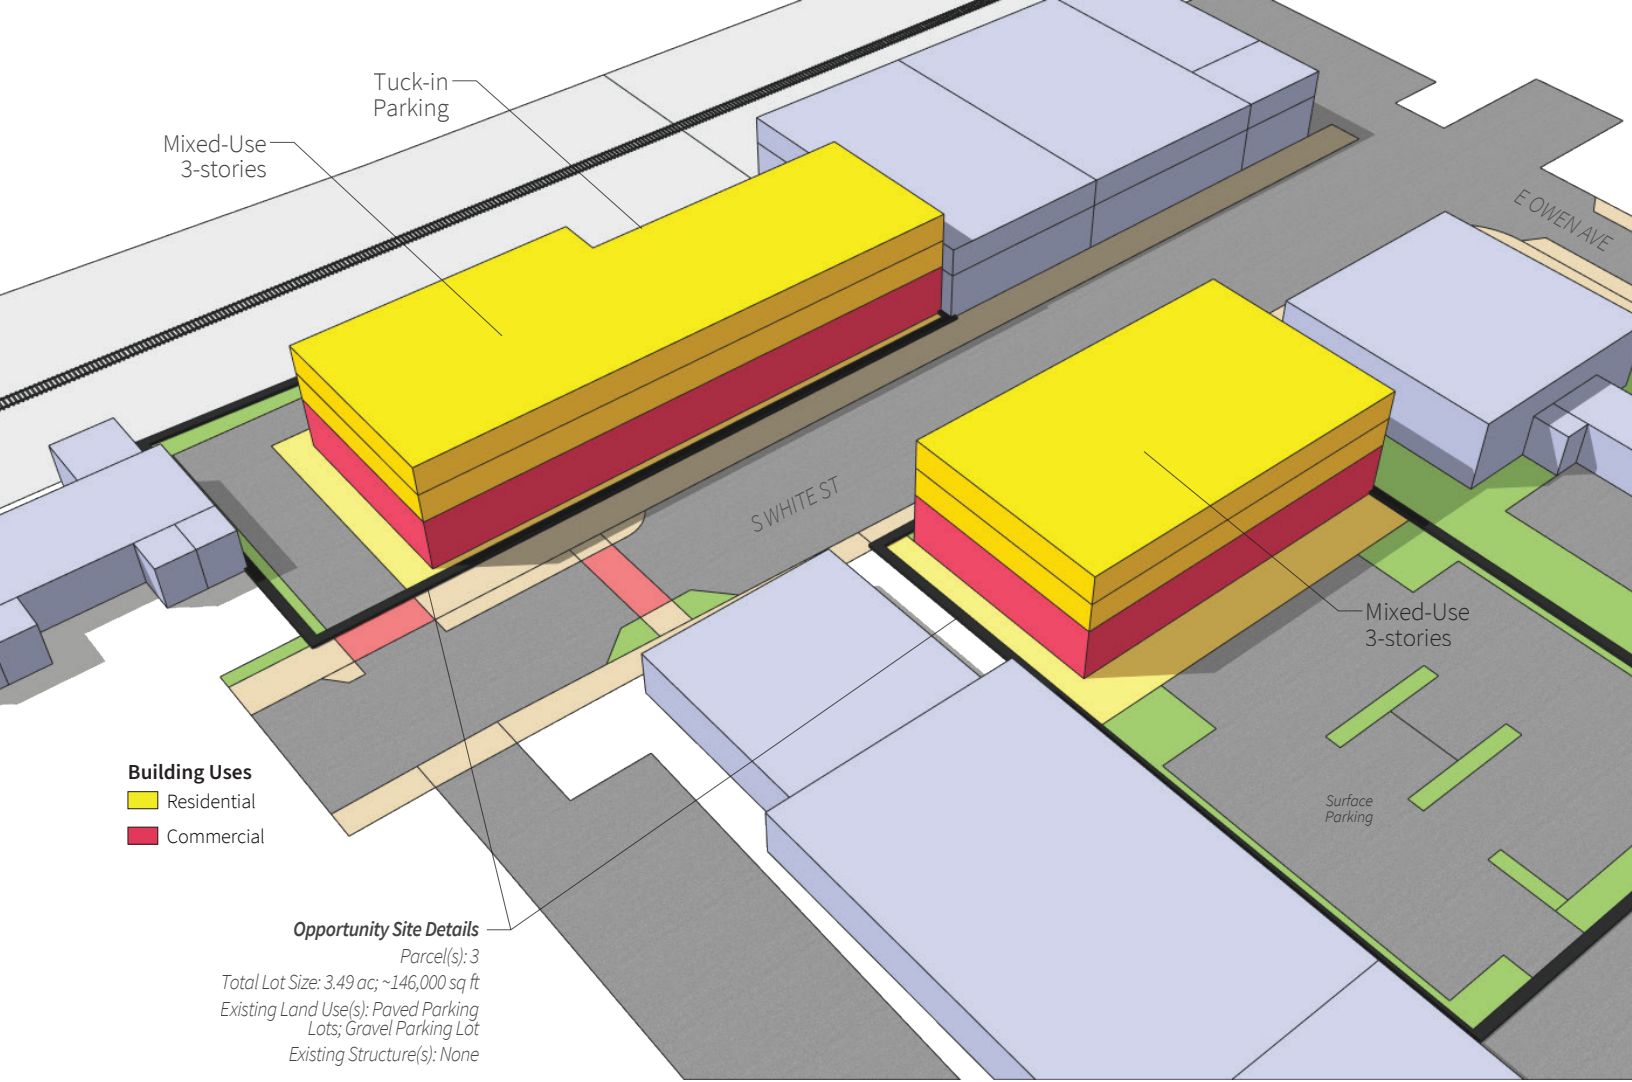 Tuck-in
Parking
Mixed-Use
3-stories
E OWEN AVE
S WHITE ST
Mixed-Use
3-stories
Building Uses
Residential
Commercial
Surface
Parking
Opportunity Site Details
Parcel(s): 3
Total Lot Size: 3.49 ac; ~146,000 sq ft
Existing Land Use(s): Paved Parking
Lots; Gravel Parking Lot
Existing Structure(s): None